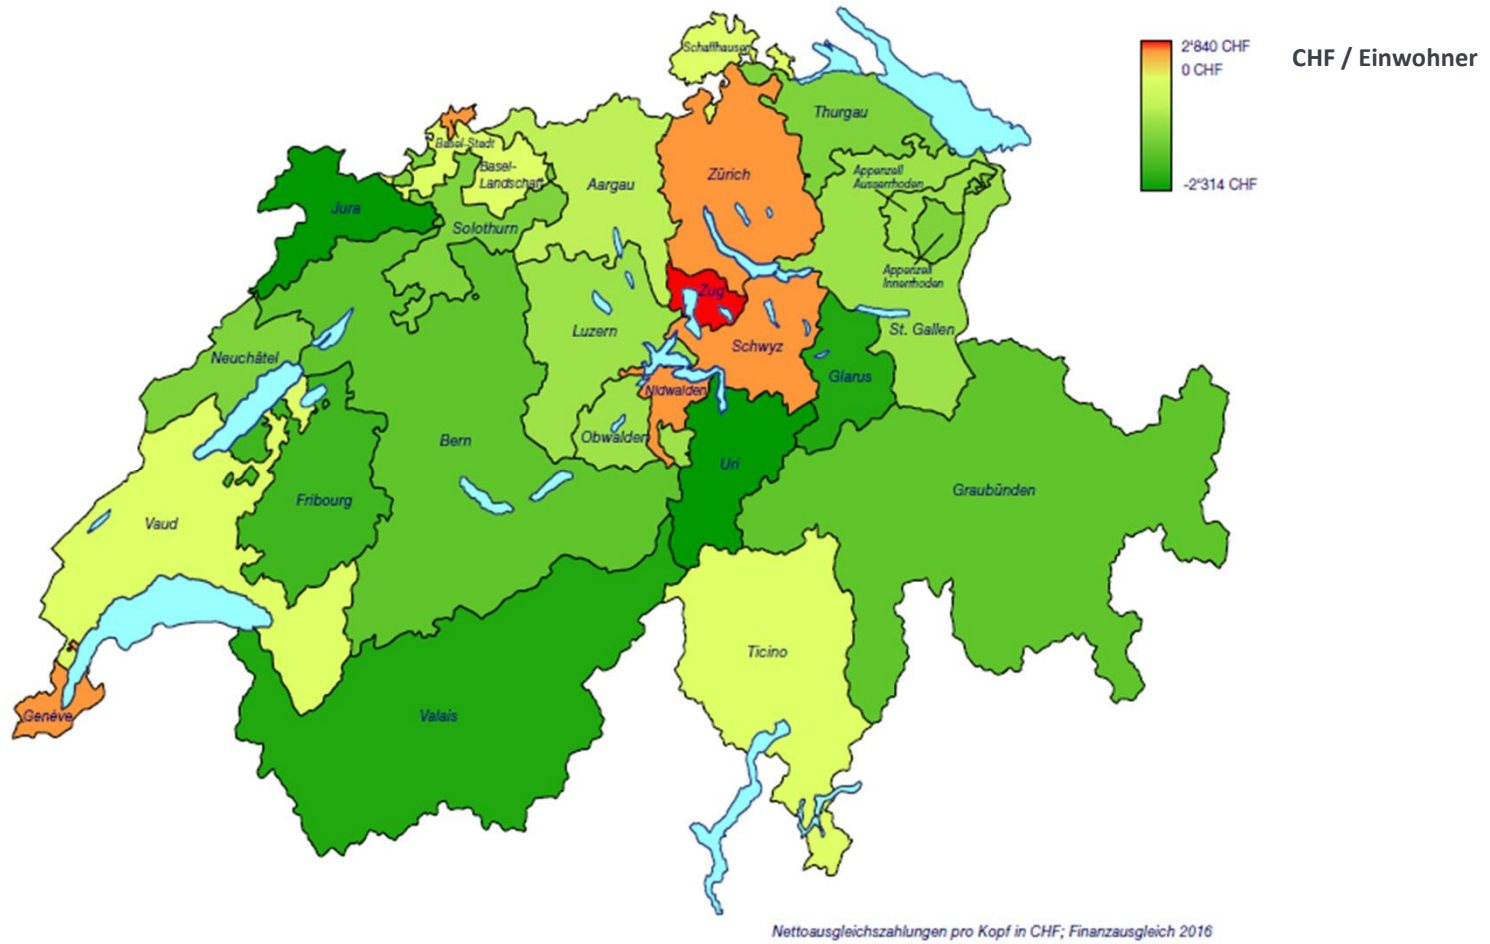 2'840 CHF
0 CHF
-2'314 CHF
CHF / Einwohner
Schaffhausen
Thurgau
Basel-Stadt
Basel-
Landschaft
Aargau
Zürich
Appenzell
Ausserrhoden
Jura
Solothurn
Appenzell
Innerrhoden
Zug
Luzern
St. Gallen
Schwyz
Neuchâtel
Glarus
Nidwalden
Bern
Obwalden
Uri
Graubünden
Fribourg
Vaud
Ticino
Genève
Valais
Nettoausgleichszahlungen pro Kopf in CHF; Finanzausgleich 2016